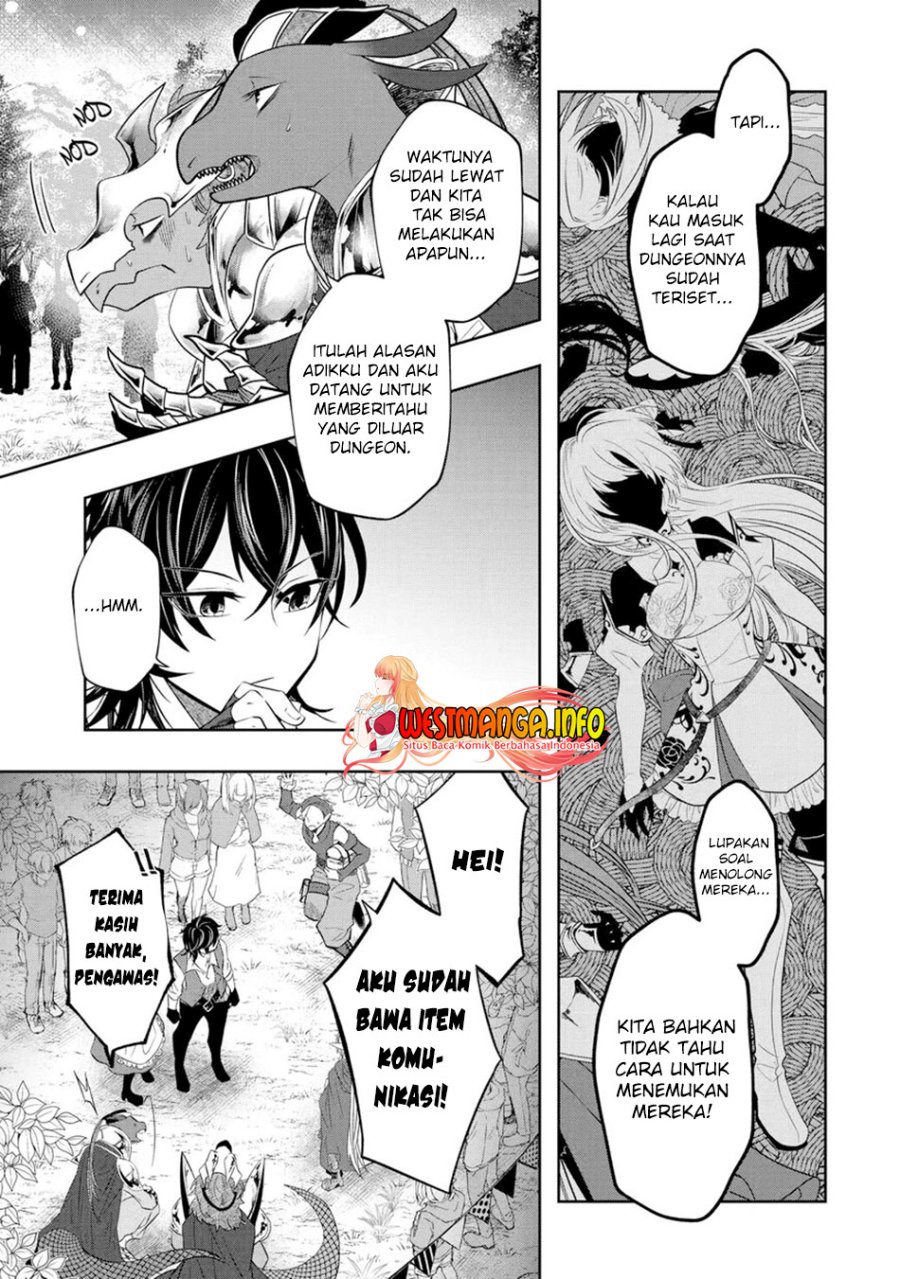 TAPI...
KALAU
KAU MASUK
LAGI SAAT
DUNGEONNYA
SUDAH
TERISET...
LUPAKAN
SOAL
MENOLONG
MEREKA...
KITA BAHKAN
TIDAK TAHU
CARA UNTUK
MENEMUKAN
MEREKA!
NOD
NOD
WAKTUNYA
SUDAH LEWAT
DAN KITA
TAK BISA
MELAKUKAN
APAPUN...
ITULAH ALASAN
ADIKKU DAN AKU
DATANG UNTUK
MEMBERITAHU
YANG DILUAR
DUNGEON.
...HMM.
WESTMANGA.INFO
Situs Baca Komik Berbahasa Indonesia
HEI!
AKU SUDAH
BAWA ITEM
KOMU-
NIKASI!
!!
TERIMA
KASIH
BANYAK,
PENGAWAS!